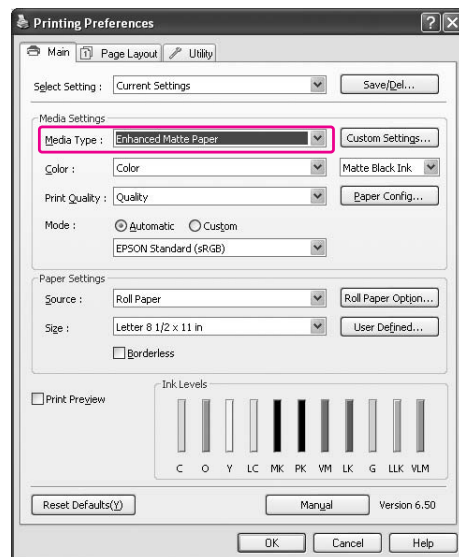 Printing Preferences
Main Page Layout Utility
Select Setting : Current Settings Save/Del...
Media Settings
Media Type : Enhanced Matte Paper Custom Settings...
Color : Color Matte Black Ink
Print Quality : Quality Paper Config...
Mode : Automatic Custom
EPSON Standard (sRGB)
Paper Settings
Source : Roll Paper Roll Paper Option...
Size : Letter 8 1/2 x 11 in User Defined...
Borderless
Print Preview
Ink Levels
C O Y LC MK PK VM LK G LLK VLM
Reset Defaults(Y) Manual Version 6.50
OK Cancel Help